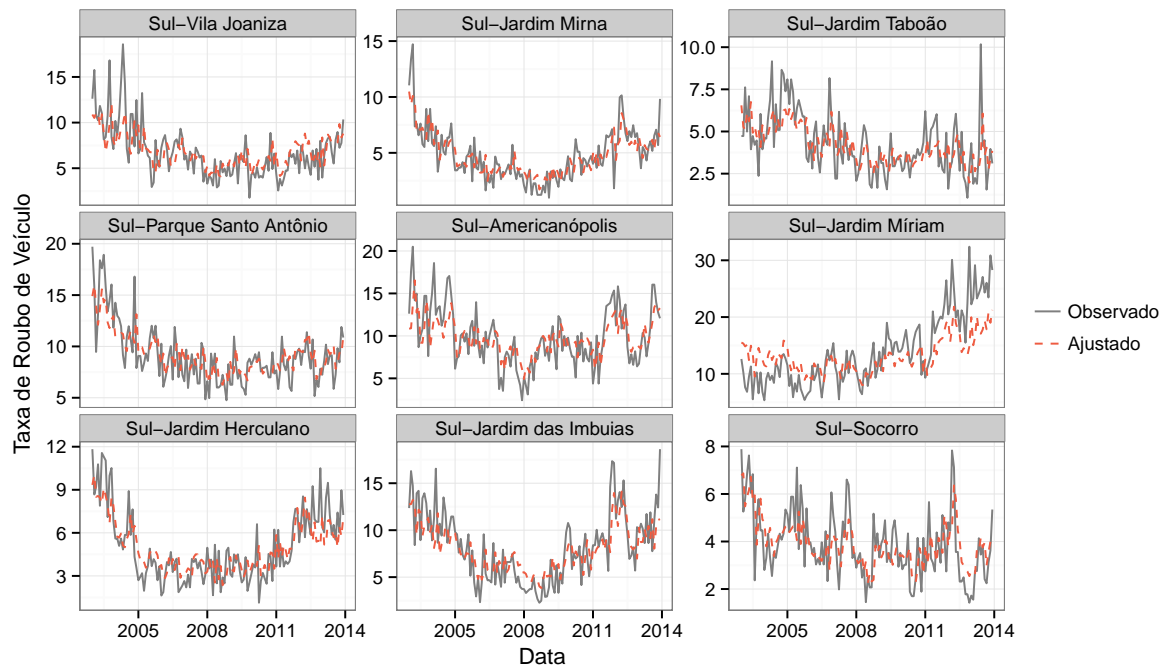 Sul−Vila Joaniza
Sul−Jardim Mirna
Sul−Jardim Taboão
15
10
5
15
10
5
10.0
7.5
5.0
2.5
Sul−Parque Santo Antônio
Sul−Americanópolis
Sul−Jardim Míriam
20
15
10
5
20
15
10
5
30
20
10
Sul−Jardim Herculano
Sul−Jardim das Imbuias
Sul−Socorro
12
9
6
3
15
10
5
8
6
4
2
2005 2008 2011 2014
2005 2008 2011 2014
2005 2008 2011 2014
Data
Taxa de Roubo de Veículo
Observado
Ajustado